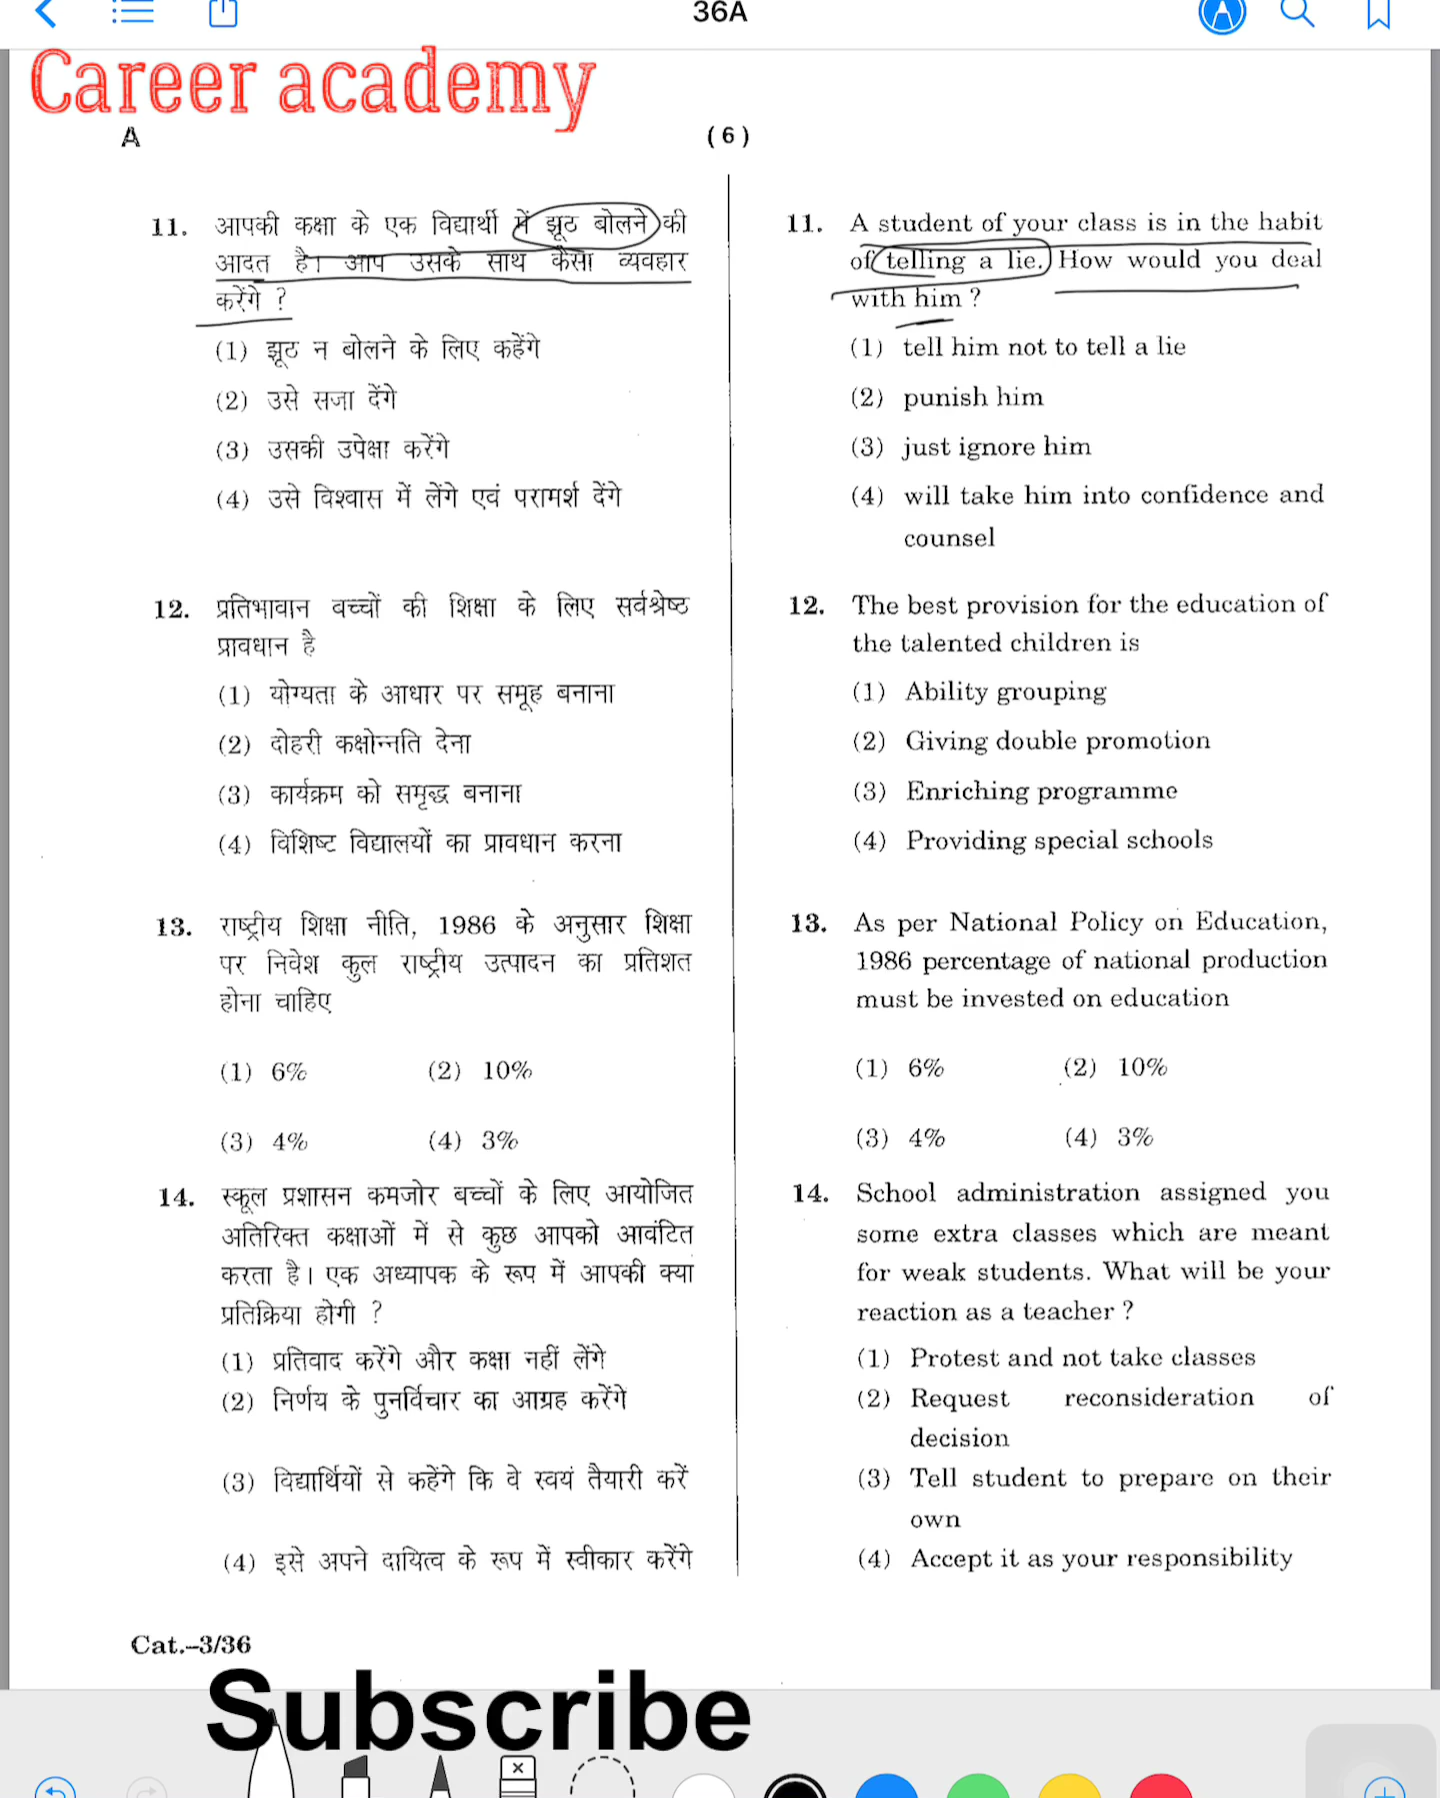 36A
Career academy
A
( 6 )
11. आपकी कक्षा के एक विद्यार्थी में झूठ बोलने की
आदत है। आप उसके साथ कैसा व्यवहार
करेंगे ?
(1) झूठ न बोलने के लिए कहेंगे
(2) उसे सजा देंगे
(3) उसकी उपेक्षा करेंगे
(4) उसे विश्वास में लेंगे एवं परामर्श देंगे
12. प्रतिभावान बच्चों की शिक्षा के लिए सर्वश्रेष्ठ
प्रावधान है
(1) योग्यता के आधार पर समूह बनाना
(2) दोहरी कक्षोन्नति देना
(3) कार्यक्रम को समृद्ध बनाना
(4) विशिष्ट विद्यालयों का प्रावधान करना
13. राष्ट्रीय शिक्षा नीति, 1986 के अनुसार शिक्षा
पर निवेश कुल राष्ट्रीय उत्पादन का प्रतिशत
होना चाहिए
(1) 6% (2) 10%
(3) 4% (4) 3%
14. स्कूल प्रशासन कमजोर बच्चों के लिए आयोजित
अतिरिक्त कक्षाओं में से कुछ आपको आवंटित
करता है। एक अध्यापक के रूप में आपकी क्या
प्रतिक्रिया होगी ?
(1) प्रतिवाद करेंगे और कक्षा नहीं लेंगे
(2) निर्णय के पुनर्विचार का आग्रह करेंगे
(3) विद्यार्थियों से कहेंगे कि वे स्वयं तैयारी करें
(4) इसे अपने दायित्व के रूप में स्वीकार करेंगे
11. A student of your class is in the habit
of telling a lie. How would you deal
with him ?
(1) tell him not to tell a lie
(2) punish him
(3) just ignore him
(4) will take him into confidence and
counsel
12. The best provision for the education of
the talented children is
(1) Ability grouping
(2) Giving double promotion
(3) Enriching programme
(4) Providing special schools
13. As per National Policy on Education,
1986 percentage of national production
must be invested on education
(1) 6% (2) 10%
(3) 4% (4) 3%
14. School administration assigned you
some extra classes which are meant
for weak students. What will be your
reaction as a teacher ?
(1) Protest and not take classes
(2) Request reconsideration of
decision
(3) Tell student to prepare on their
own
(4) Accept it as your responsibility
Cat.–3/36
Subscribe